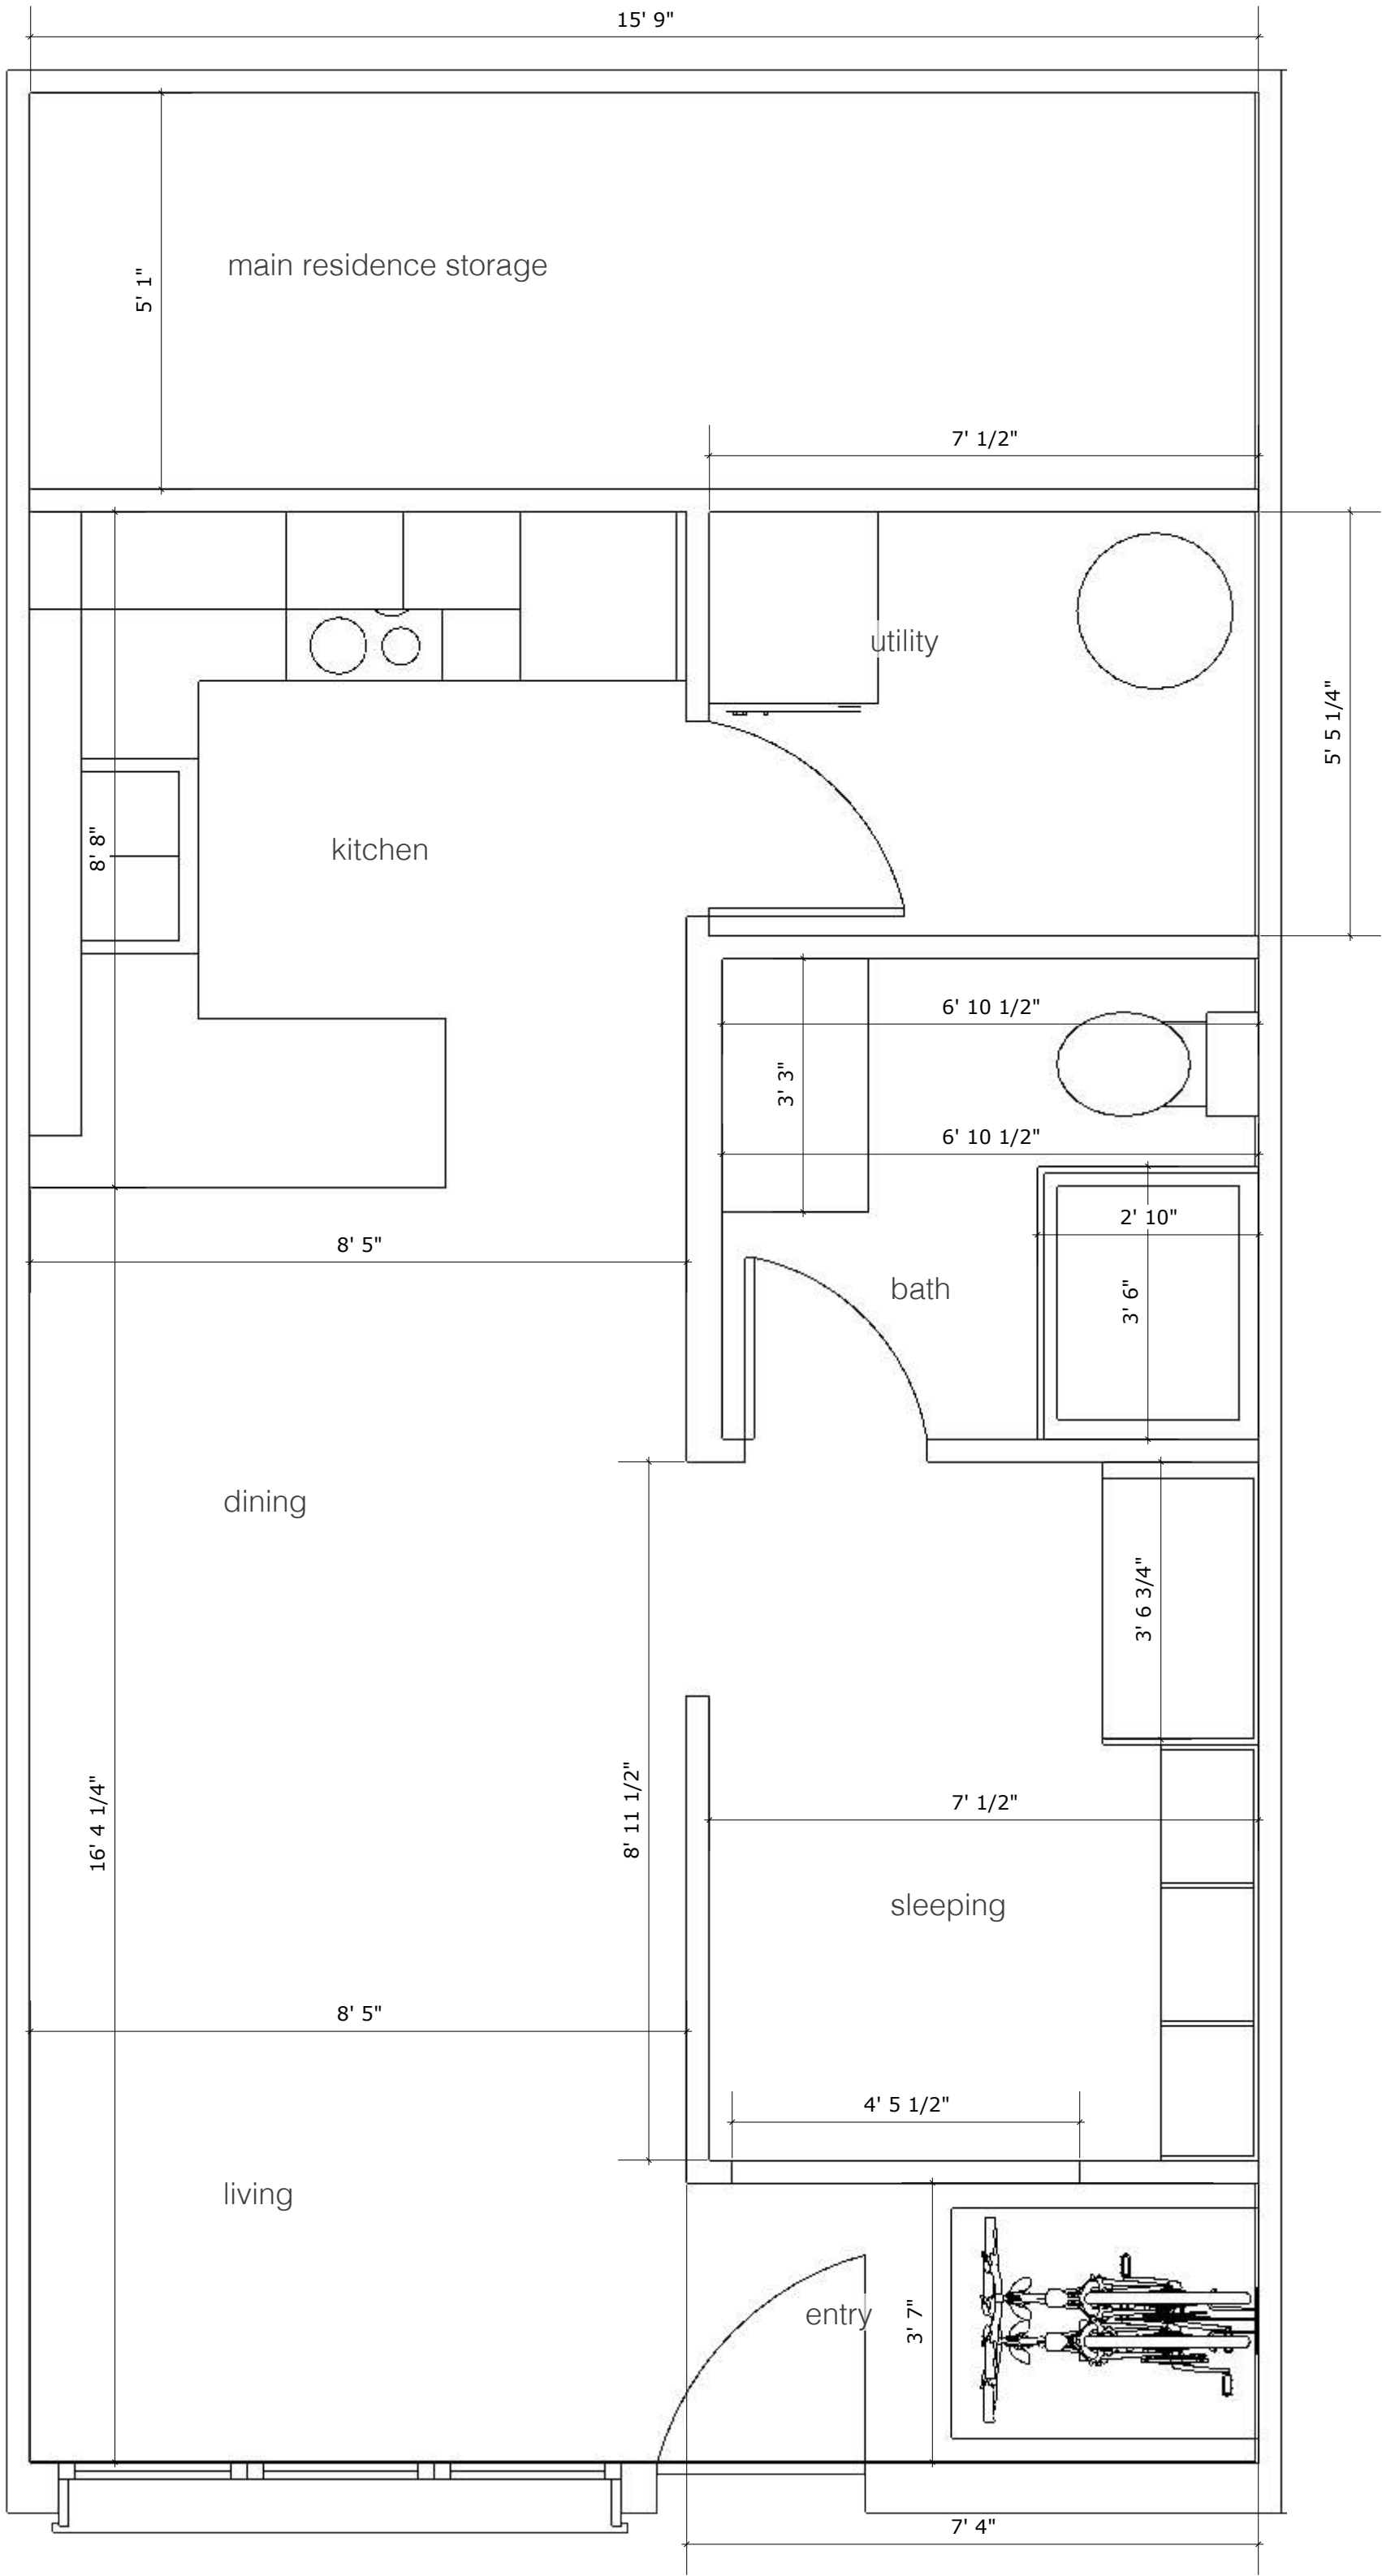 15' 9"
main residence storage
5' 1"
7' 1/2"
utility
5' 5 1/4"
8' 8"
kitchen
6' 10 1/2"
3' 3"
6' 10 1/2"
2' 10"
8' 5"
bath
3' 6"
dining
3' 6 3/4"
16' 4 1/4"
8' 11 1/2"
7' 1/2"
sleeping
8' 5"
4' 5 1/2"
living
entry
3' 7"
7' 4"